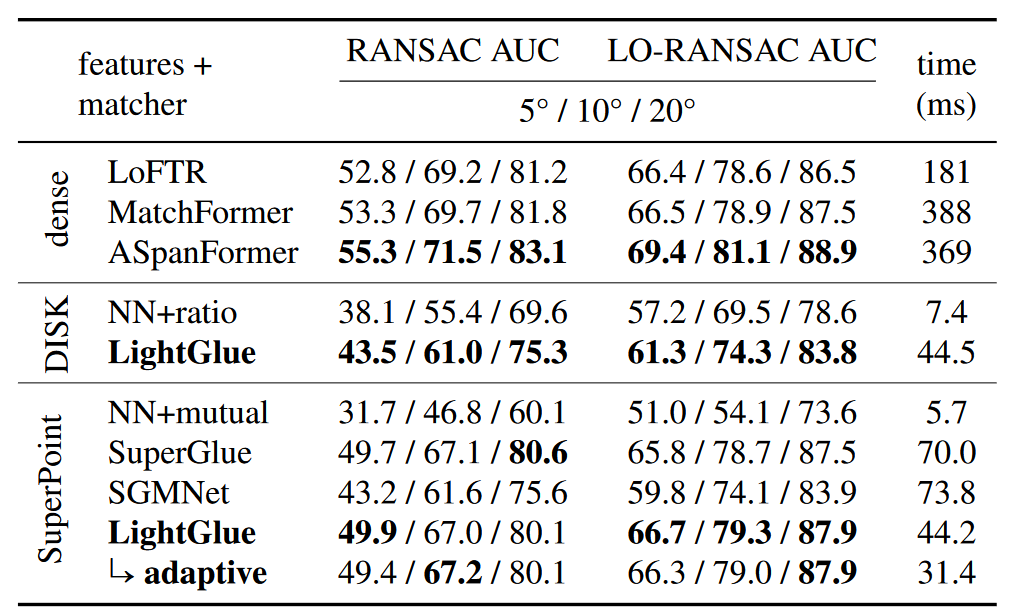 features + matcher RANSAC AUC LO-RANSAC AUC time (ms)
5° / 10° / 20°
dense
LoFTR 52.8 / 69.2 / 81.2 66.4 / 78.6 / 86.5 181
MatchFormer 53.3 / 69.7 / 81.8 66.5 / 78.9 / 87.5 388
ASpanFormer 55.3 / 71.5 / 83.1 69.4 / 81.1 / 88.9 369
DISK
NN+ratio 38.1 / 55.4 / 69.6 57.2 / 69.5 / 78.6 7.4
LightGlue 43.5 / 61.0 / 75.3 61.3 / 74.3 / 83.8 44.5
SuperPoint
NN+mutual 31.7 / 46.8 / 60.1 51.0 / 54.1 / 73.6 5.7
SuperGlue 49.7 / 67.1 / 80.6 65.8 / 78.7 / 87.5 70.0
SGMNet 43.2 / 61.6 / 75.6 59.8 / 74.1 / 83.9 73.8
LightGlue 49.9 / 67.0 / 80.1 66.7 / 79.3 / 87.9 44.2
↳ adaptive 49.4 / 67.2 / 80.1 66.3 / 79.0 / 87.9 31.4